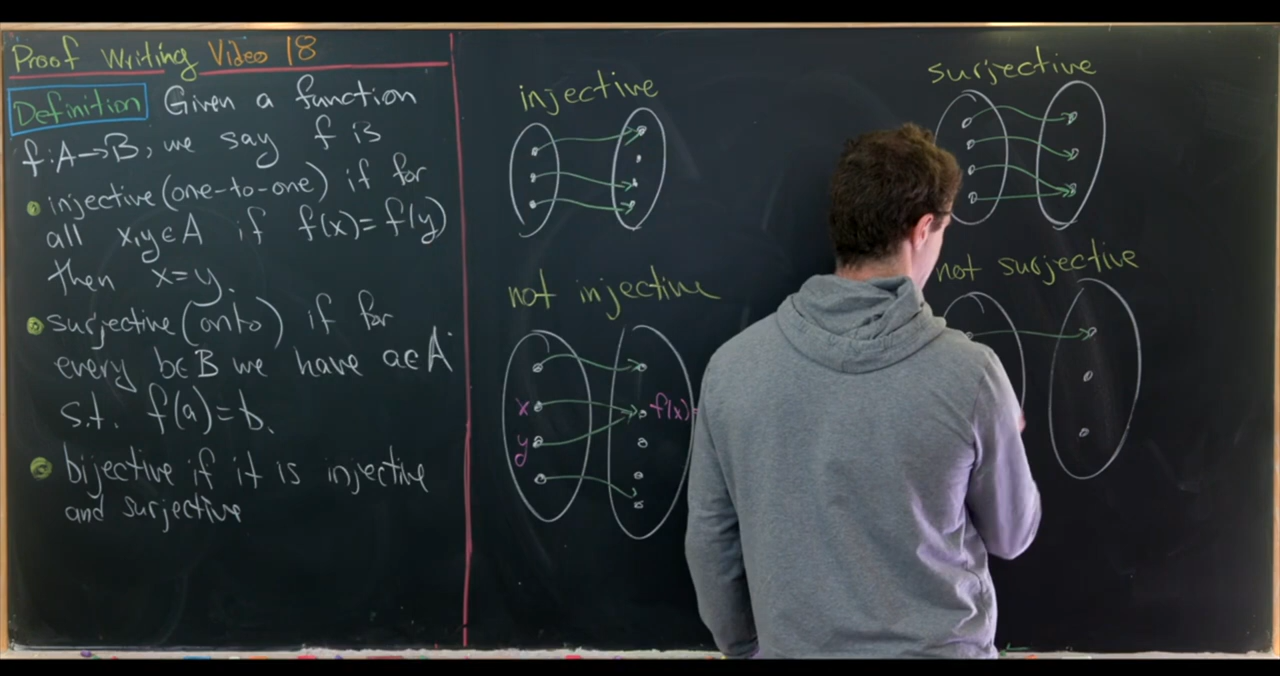 Proof Writing Video 18
Definition Given a function
f:A→B, we say f is
• injective (one-to-one) if for
all x,y∈A if f(x)=f(y)
then x=y.
• surjective (onto) if for
every b∈B we have a∈A
s.t. f(a)=b.
• bijective if it is injective
and surjective
injective
not injective
x
y
f(x)=
surjective
not surjective